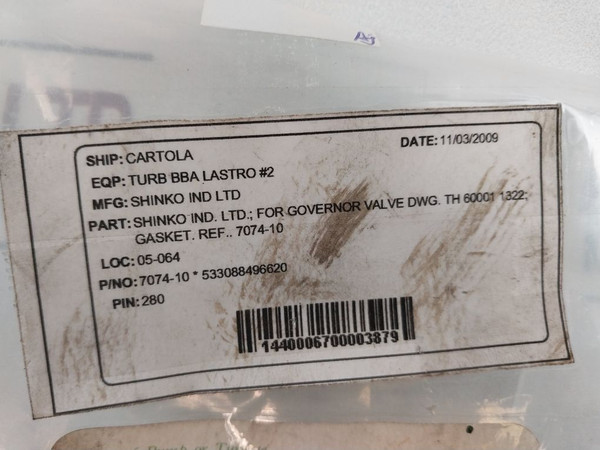 SHIP: CARTOLA
DATE: 11/03/2009
EQP: TURB BBA LASTRO #2
MFG: SHINKO IND LTD
PART: SHINKO IND. LTD.; FOR GOVERNOR VALVE DWG. TH 60001 1322;
GASKET. REF.. 7074-10
LOC: 05-064
P/NO: 7074-10 * 533088496620
PIN: 280
1440006700003879